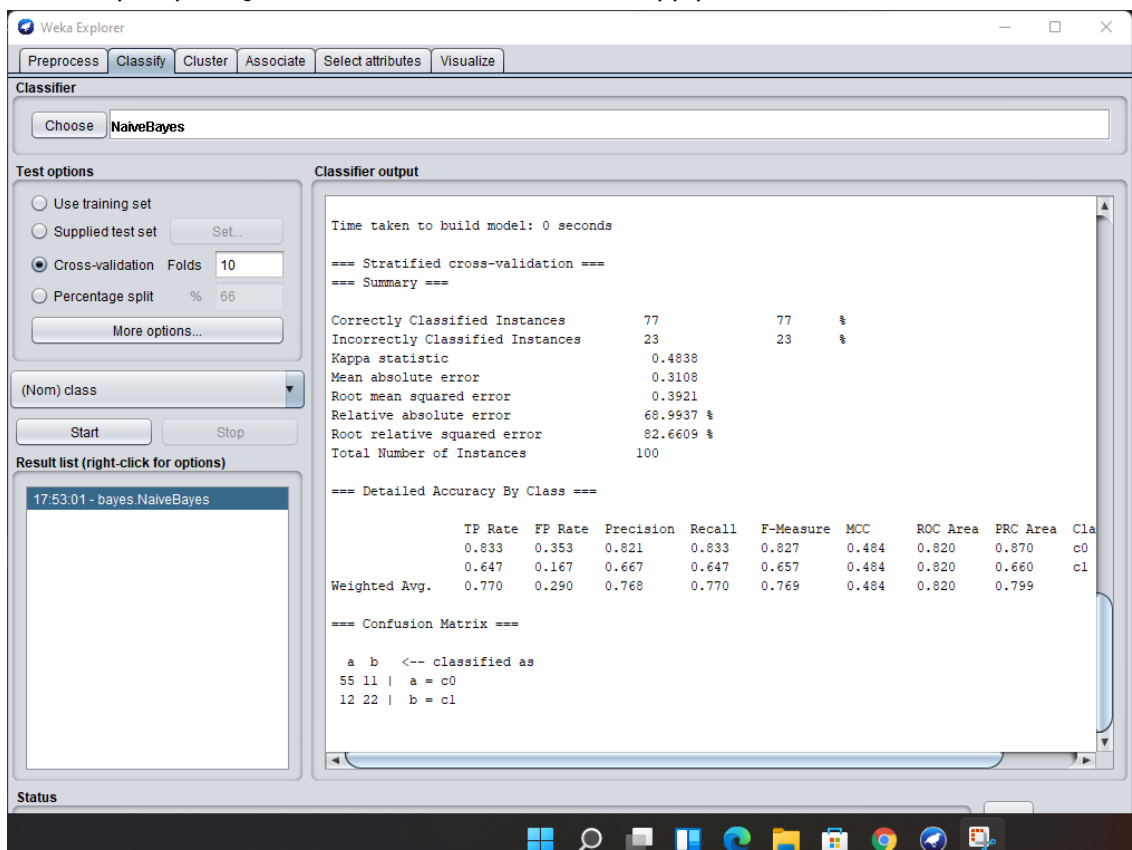 Weka Explorer
Preprocess Classify Cluster Associate Select attributes Visualize
Classifier
Choose NaiveBayes
Test options
Use training set
Supplied test set Set...
Cross-validation Folds 10
Percentage split % 66
More options...
(Nom) class
Start Stop
Result list (right-click for options)
17:53:01 - bayes.NaiveBayes
Classifier output
Time taken to build model: 0 seconds
=== Stratified cross-validation ===
=== Summary ===
Correctly Classified Instances 77 77 %
Incorrectly Classified Instances 23 23 %
Kappa statistic 0.4838
Mean absolute error 0.3108
Root mean squared error 0.3921
Relative absolute error 68.9937 %
Root relative squared error 82.6609 %
Total Number of Instances 100
=== Detailed Accuracy By Class ===
TP Rate FP Rate Precision Recall F-Measure MCC ROC Area PRC Area Cla
0.833 0.353 0.821 0.833 0.827 0.484 0.820 0.870 c0
0.647 0.167 0.667 0.647 0.657 0.484 0.820 0.660 c1
Weighted Avg. 0.770 0.290 0.768 0.770 0.769 0.484 0.820 0.799
=== Confusion Matrix ===
a b <-- classified as
55 11 | a = c0
12 22 | b = c1
Status